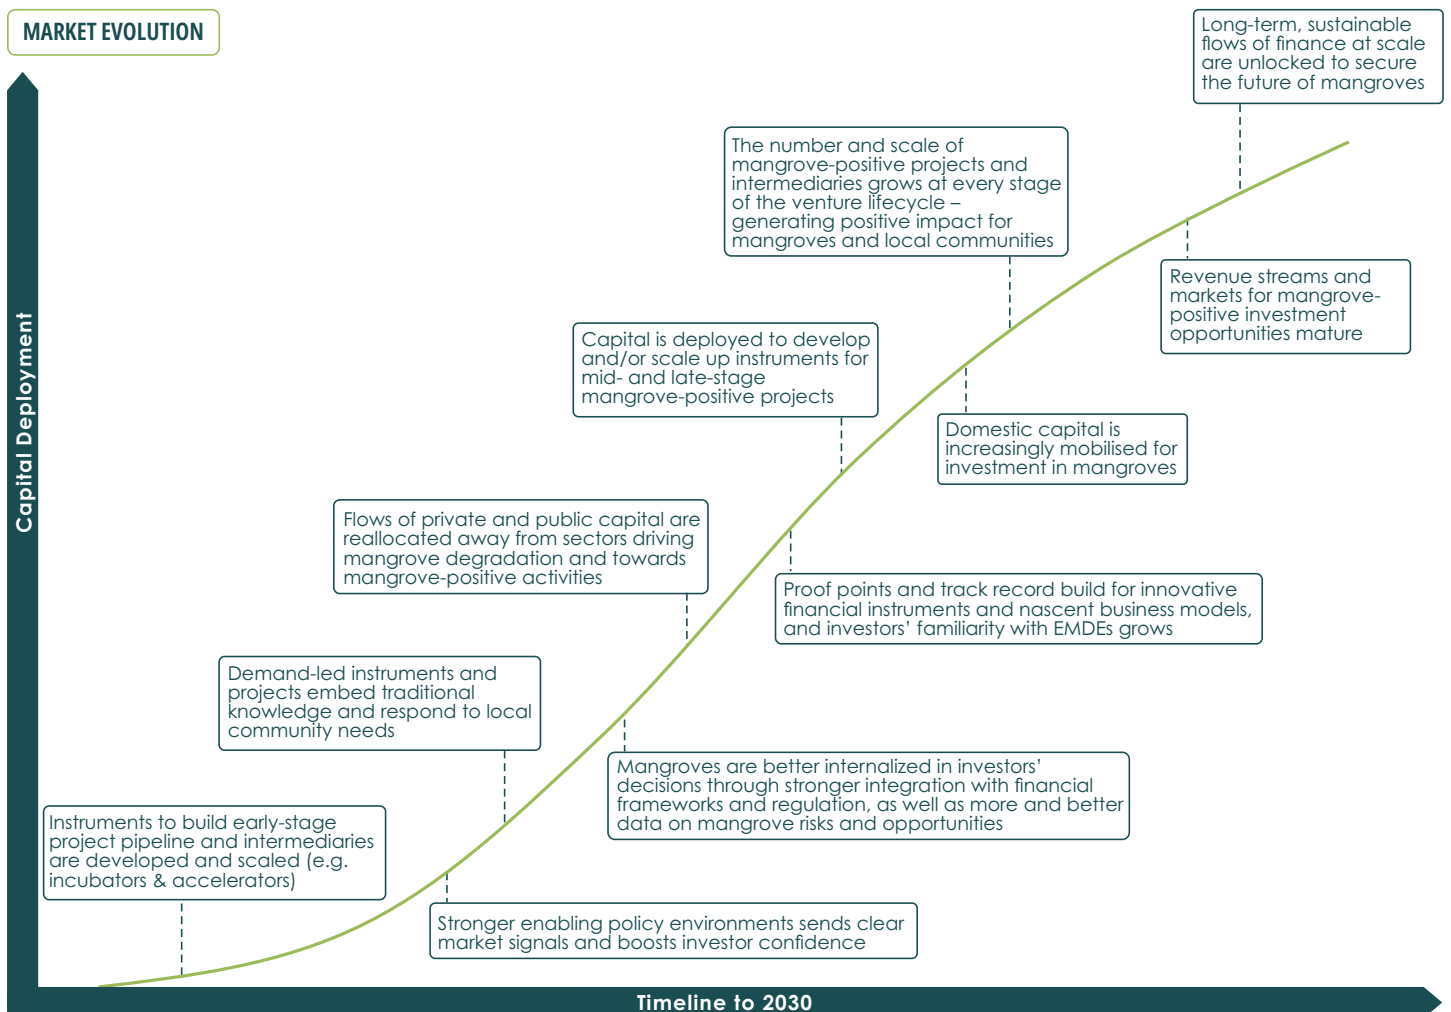 MARKET EVOLUTION
Long-term, sustainable
flows of finance at scale
are unlocked to secure
the future of mangroves
The number and scale of
mangrove-positive projects and
intermediaries grows at every stage
of the venture lifecycle –
generating positive impact for
mangroves and local communities
Revenue streams and
markets for mangrove-
positive investment
opportunities mature
Capital is deployed to develop
and/or scale up instruments for
mid- and late-stage
mangrove-positive projects
Domestic capital is
increasingly mobilised for
investment in mangroves
Capital Deployment
Flows of private and public capital are
reallocated away from sectors driving
mangrove degradation and towards
mangrove-positive activities
Proof points and track record build for innovative
financial instruments and nascent business models,
and investors’ familiarity with EMDEs grows
Demand-led instruments and
projects embed traditional
knowledge and respond to local
community needs
Mangroves are better internalized in investors’
decisions through stronger integration with financial
frameworks and regulation, as well as more and better
data on mangrove risks and opportunities
Instruments to build early-stage
project pipeline and intermediaries
are developed and scaled (e.g.
incubators & accelerators)
Stronger enabling policy environments sends clear
market signals and boosts investor confidence
Timeline to 2030